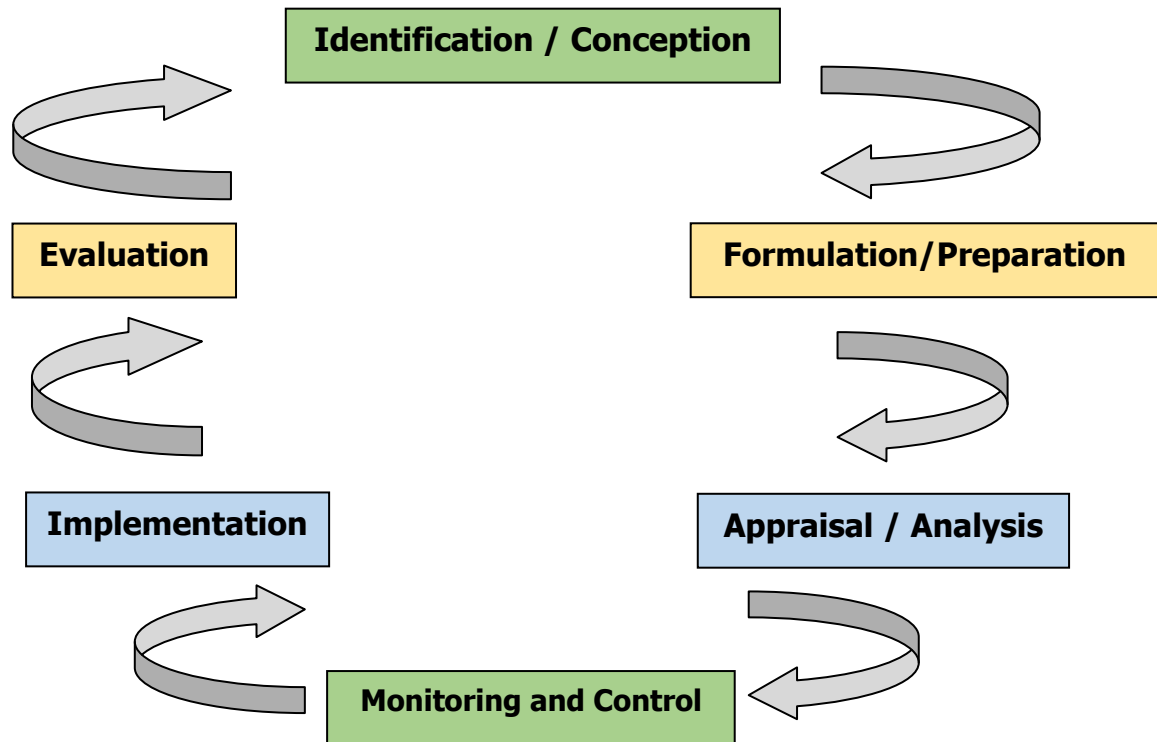 Identification / Conception
Evaluation
Formulation/Preparation
Implementation
Appraisal / Analysis
Monitoring and Control